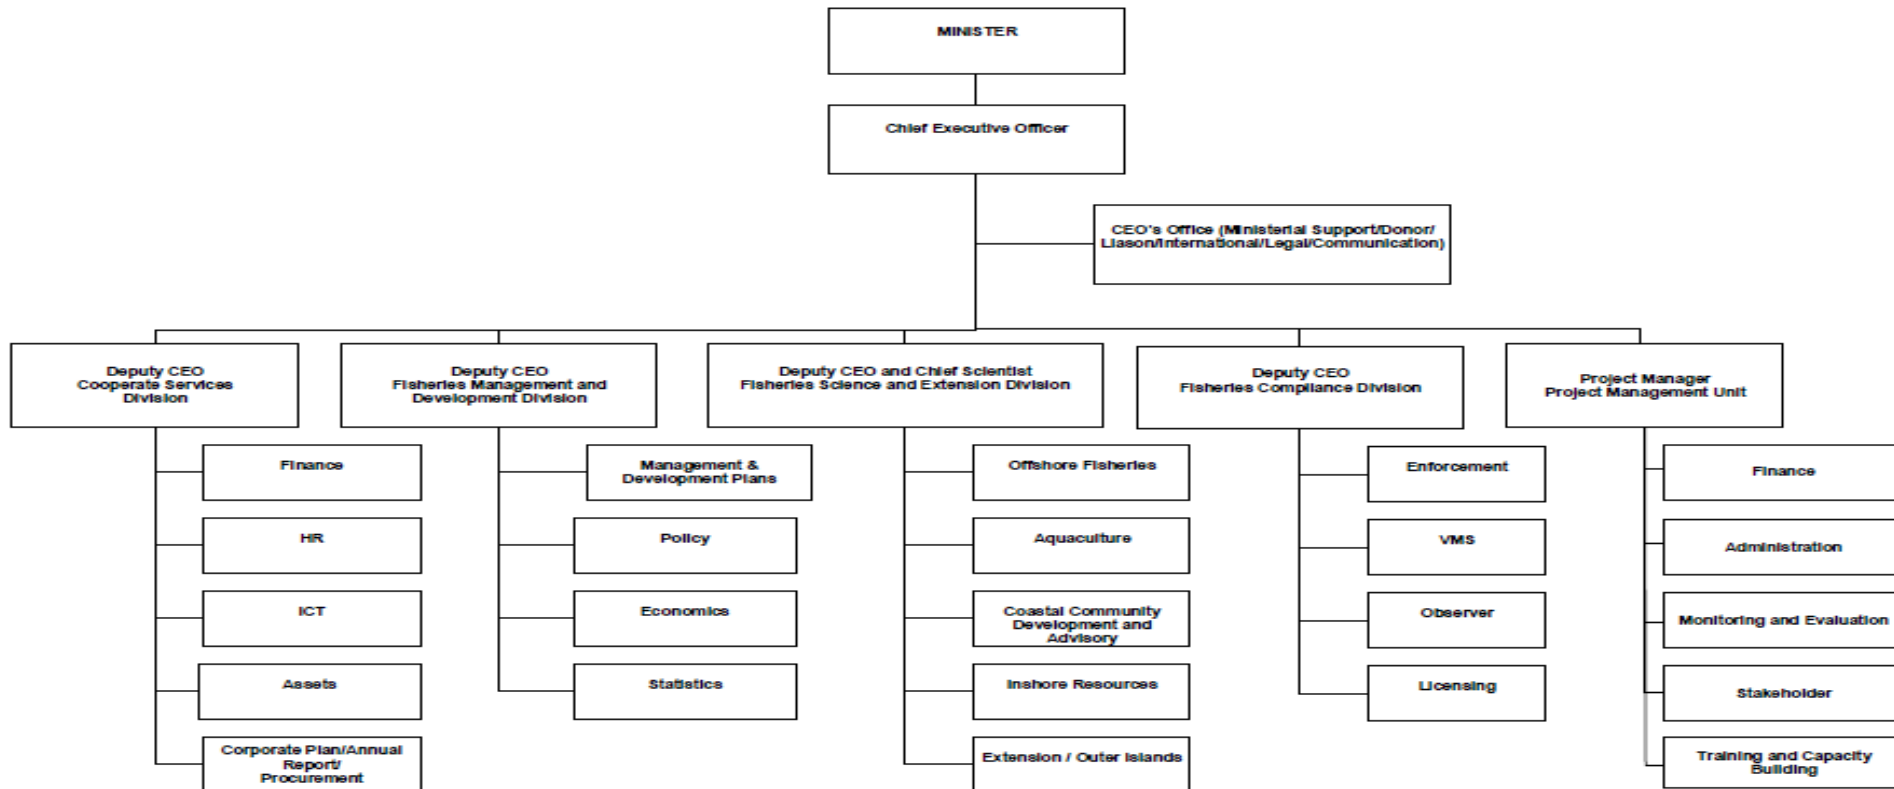 MINISTER
Chief Executive Officer
CEO's Office (Ministerial Support/Donor/
Liason/International/Legal/Communication)
Deputy CEO
Cooperate Services
Division
Deputy CEO
Fisheries Management and
Development Division
Deputy CEO and Chief Scientist
Fisheries Science and Extension Division
Deputy CEO
Fisheries Compliance Division
Project Manager
Project Management Unit
Finance
HR
ICT
Assets
Corporate Plan/Annual
Report/
Procurement
Management &
Development Plans
Policy
Economics
Statistics
Offshore Fisheries
Aquaculture
Coastal Community
Development and
Advisory
Inshore Resources
Extension / Outer Islands
Enforcement
VMS
Observer
Licensing
Finance
Administration
Monitoring and Evaluation
Stakeholder
Training and Capacity
Building